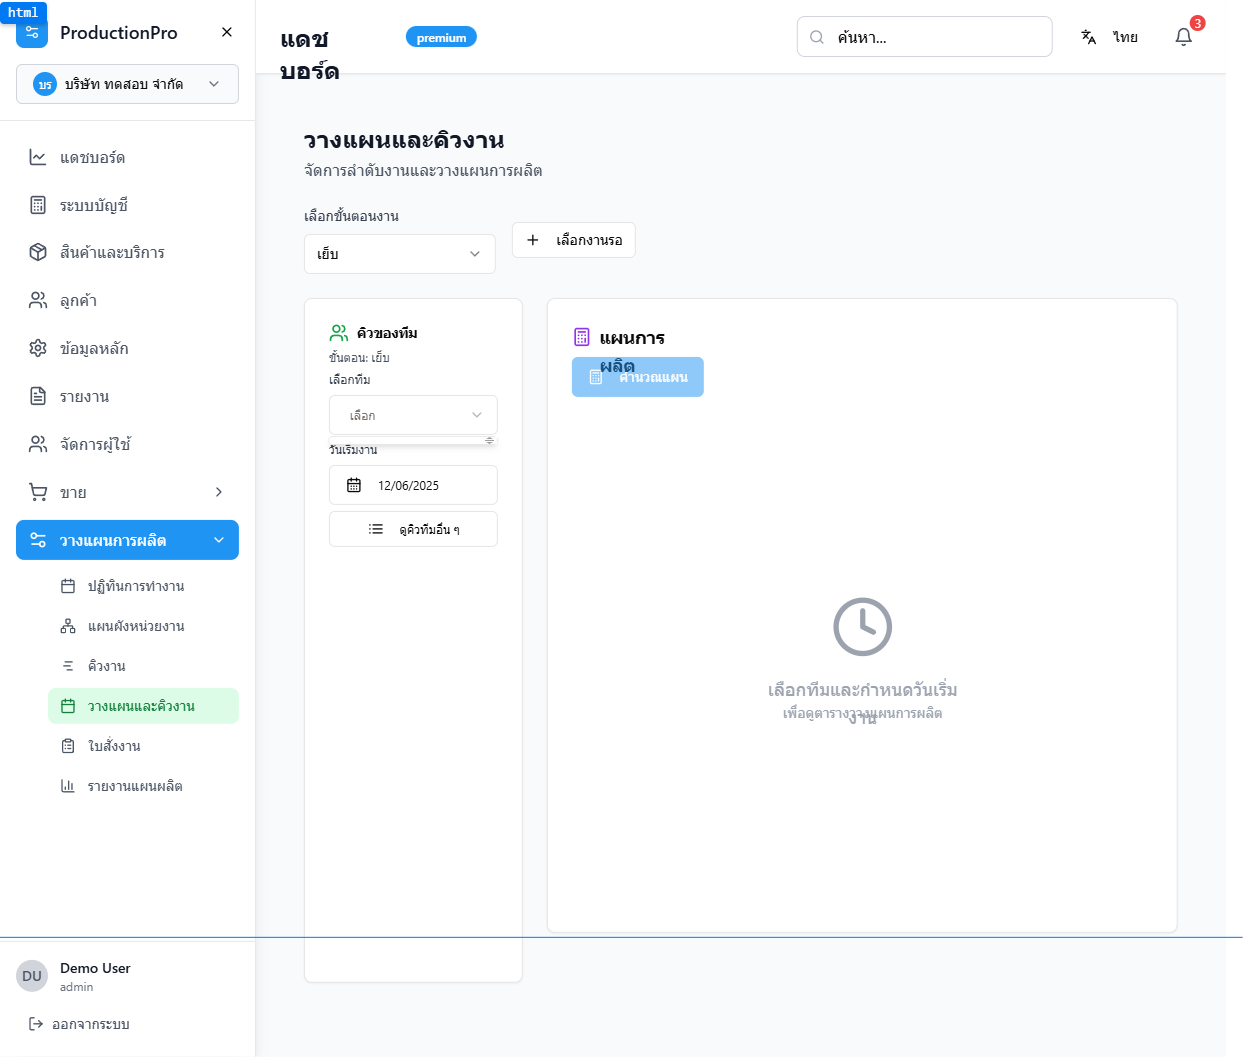 html
ProductionPro
บร บริษัท ทดสอบ จำกัด
แดชบอร์ด
ระบบบัญชี
สินค้าและบริการ
ลูกค้า
ข้อมูลหลัก
รายงาน
จัดการผู้ใช้
ขาย
วางแผนการผลิต
ปฏิทินการทำงาน
แผนผังหน่วยงาน
คิวงาน
วางแผนและคิวงาน
ใบสั่งงาน
รายงานแผนผลิต
DU
Demo User
admin
ออกจากระบบ
แดช
บอร์ด
premium
ค้นหา...
ไทย
3
วางแผนและคิวงาน
จัดการลำดับงานและวางแผนการผลิต
เลือกขั้นตอนงาน
เย็บ
เลือกงานรอ
คิวของทีม
ขั้นตอน: เย็บ
เลือกทีม
เลือก
วันเริ่มงาน
12/06/2025
ดูคิวทีมอื่น ๆ
แผนการ
ผลิต
คำนวณแผน
เลือกทีมและกำหนดวันเริ่ม
งาน
เพื่อดูตารางวางแผนการผลิต